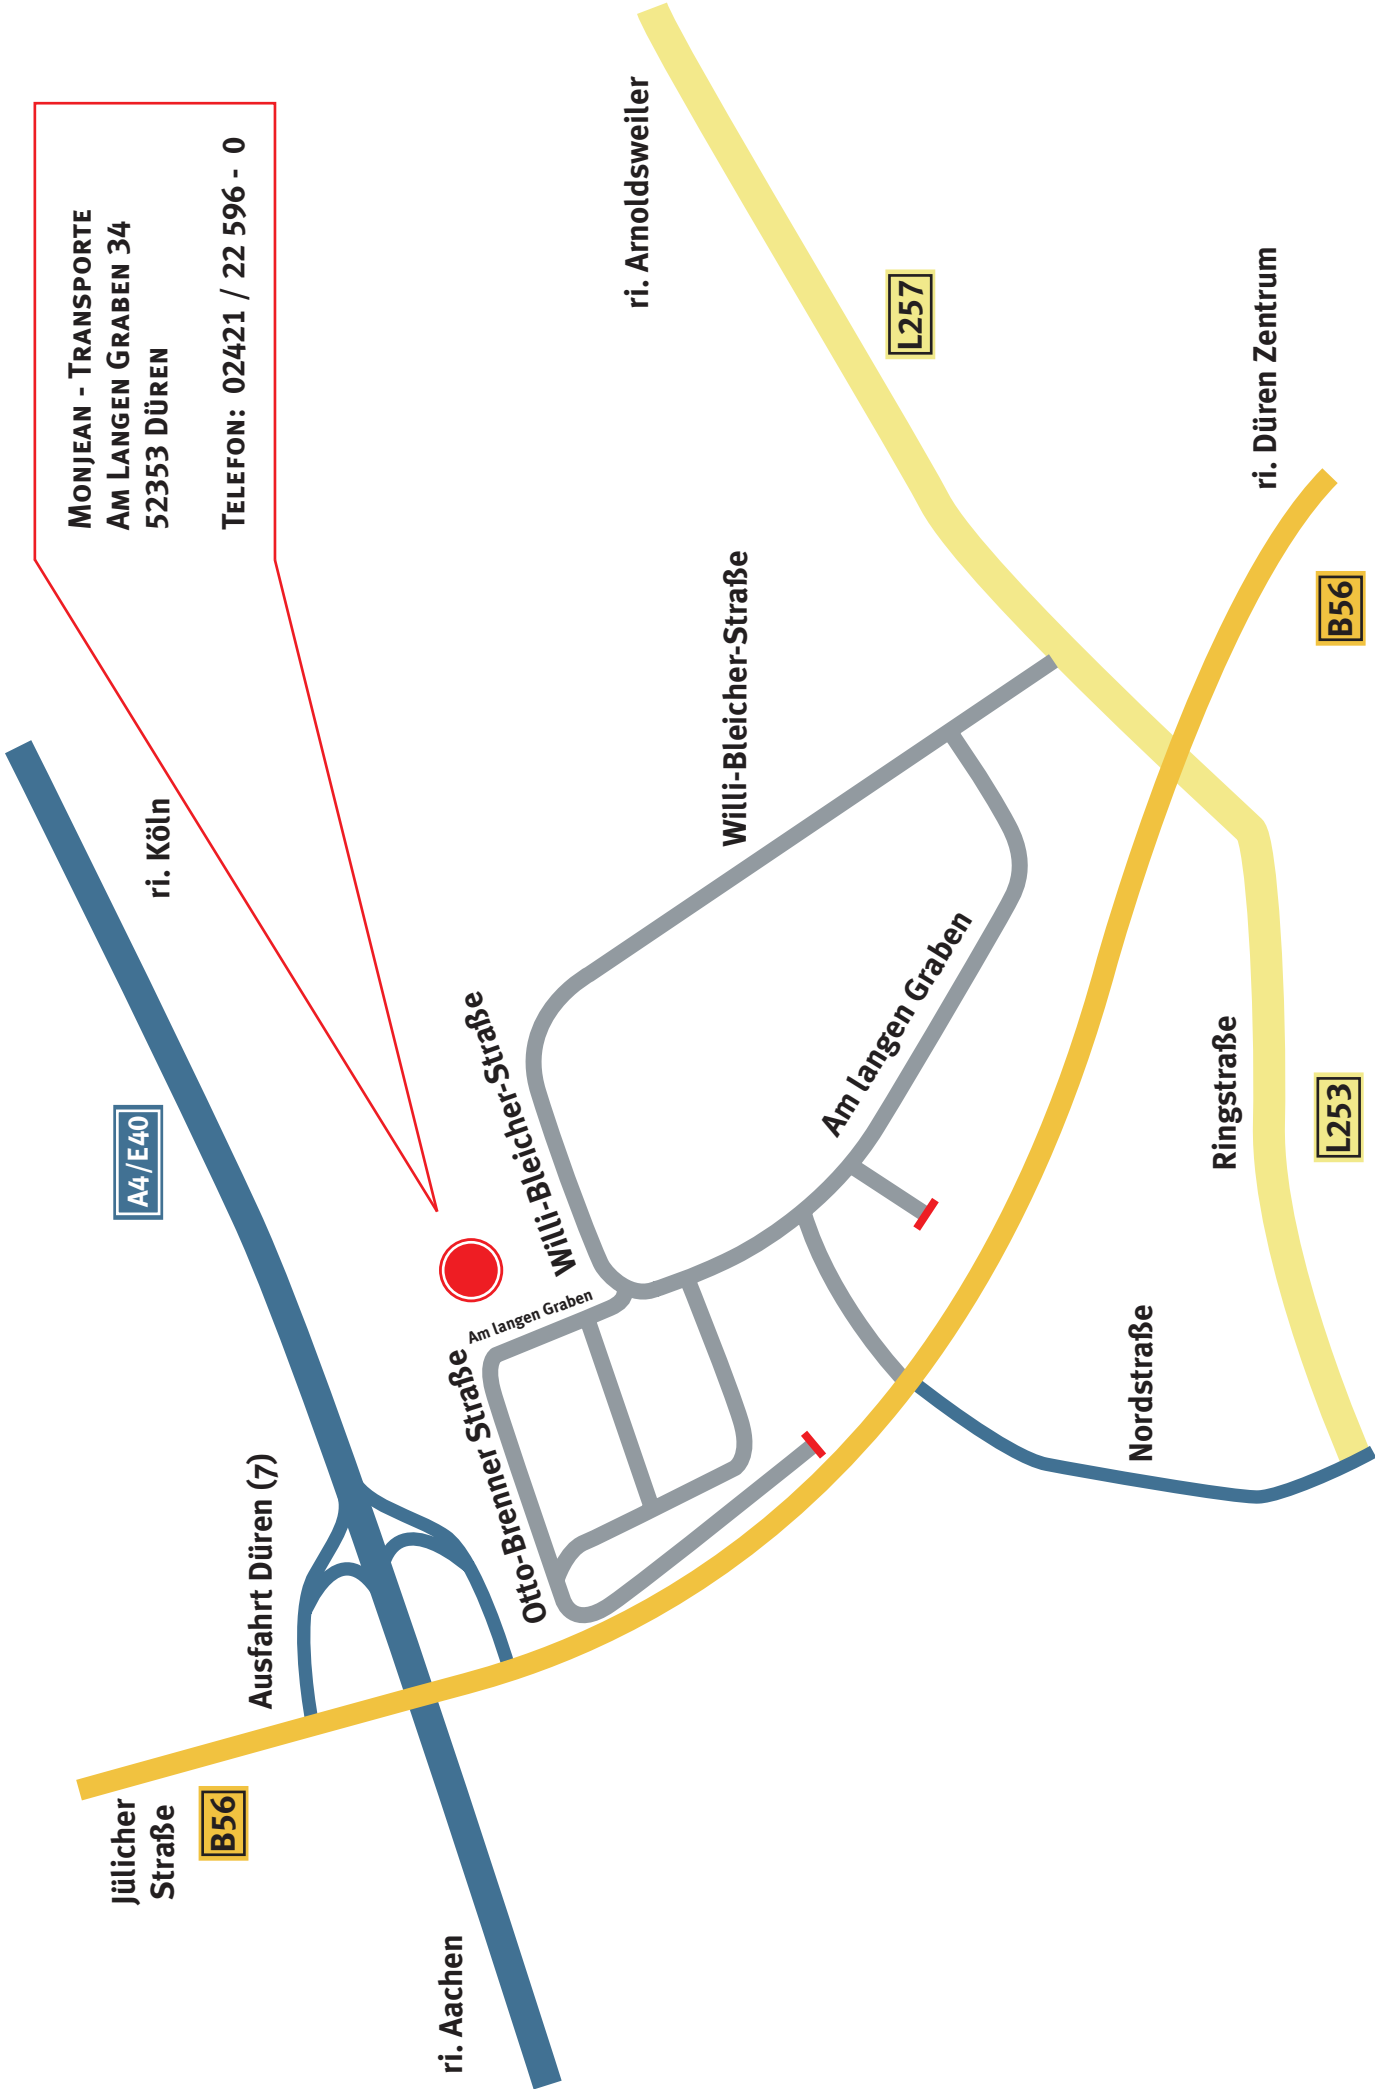 MONJEAN - TRANSPORTE
AM LANGEN GRABEN 34
52353 DÜREN
TELEFON: 02421 / 22 596 - 0
Jülicher
Straße
B56
Ausfahrt Düren (7)
A4/E40
ri. Köln
ri. Aachen
Otto-Brenner Straße
Am langen Graben
Willi-Bleicher-Straße
Willi-Bleicher-Straße
ri. Arnoldsweiler
Am langen Graben
L257
Nordstraße
Ringstraße
ri. Düren Zentrum
L253
B56